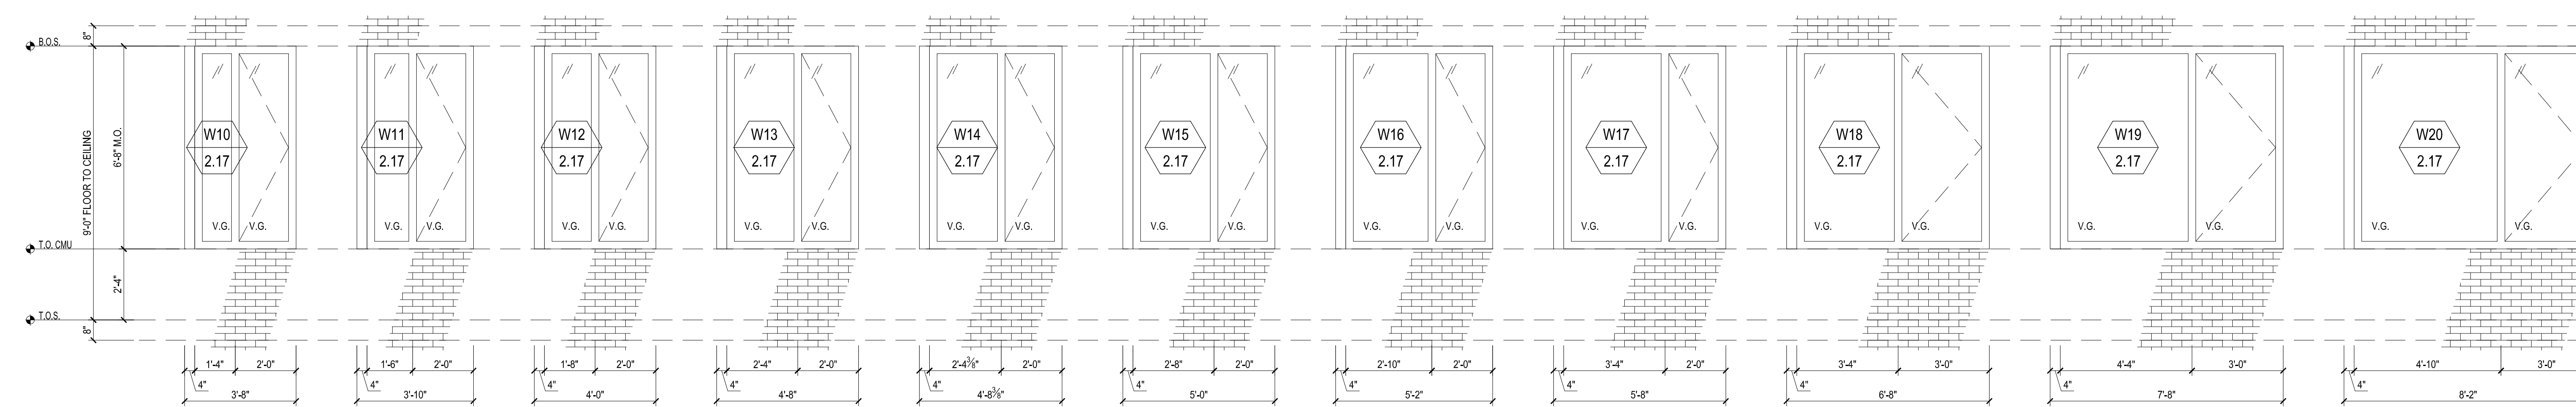 8"
B.O.S.
9'-0" FLOOR TO CEILING
6'-8" M.O.
T.O. CMU
2'-4"
T.O.S.
8"
W10
2.17
V.G. V.G.
1'-4" 2'-0"
4"
3'-8"
W11
2.17
V.G. V.G.
1'-6" 2'-0"
4"
3'-10"
W12
2.17
V.G. V.G.
1'-8" 2'-0"
4"
4'-0"
W13
2.17
V.G. V.G.
2'-4" 2'-0"
4"
4'-8"
W14
2.17
V.G. V.G.
2'-4⅜" 2'-0"
4"
4'-8⅜"
W15
2.17
V.G. V.G.
2'-8" 2'-0"
4"
5'-0"
W16
2.17
V.G. V.G.
2'-10" 2'-0"
4"
5'-2"
W17
2.17
V.G. V.G.
3'-4" 2'-0"
4"
5'-8"
W18
2.17
V.G. V.G.
3'-4" 3'-0"
4"
6'-8"
W19
2.17
V.G. V.G.
4'-4" 3'-0"
4"
7'-8"
W20
2.17
V.G. V.G.
4'-10" 3'-0"
4"
8'-2"